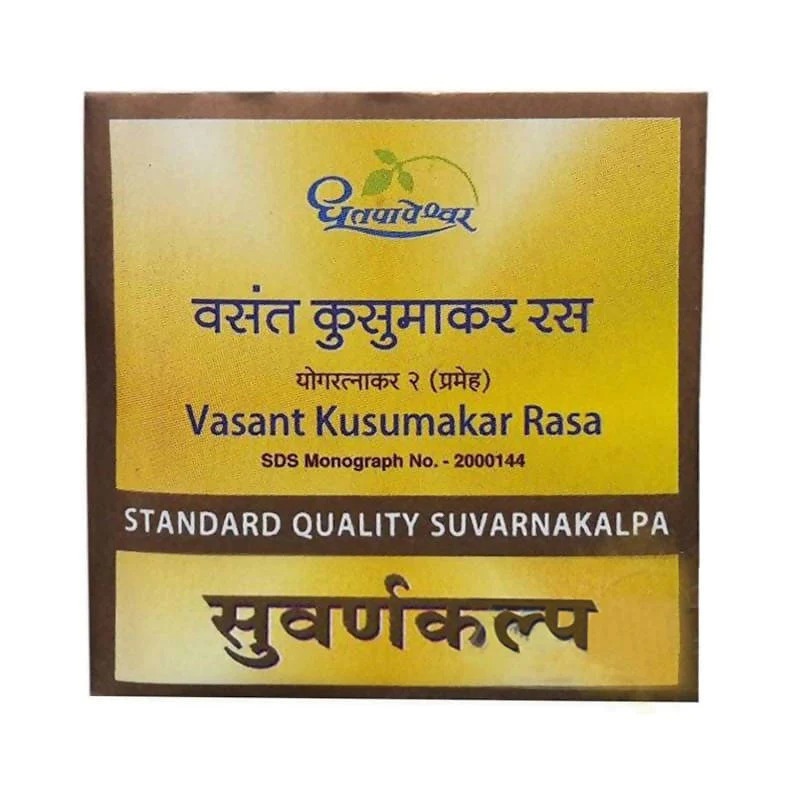 धूतपापेश्वर
वसंत कुसुमाकर रस
योगरत्नाकर २ (प्रमेह)
Vasant Kusumakar Rasa
SDS Monograph No. - 2000144
STANDARD QUALITY SUVARNAKALPA
सुवर्णकल्प